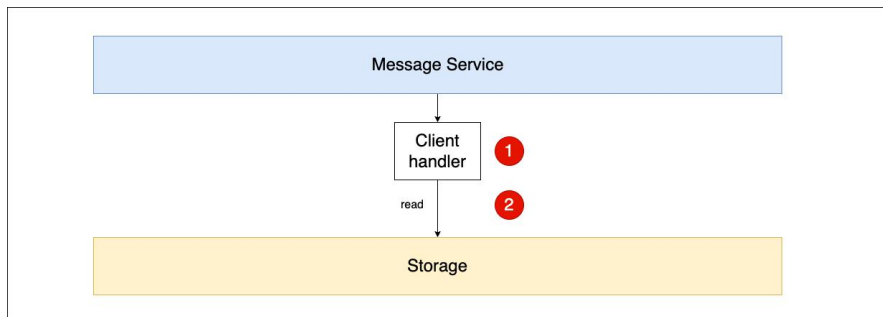 Message Service
Client
handler
1
read
2
Storage